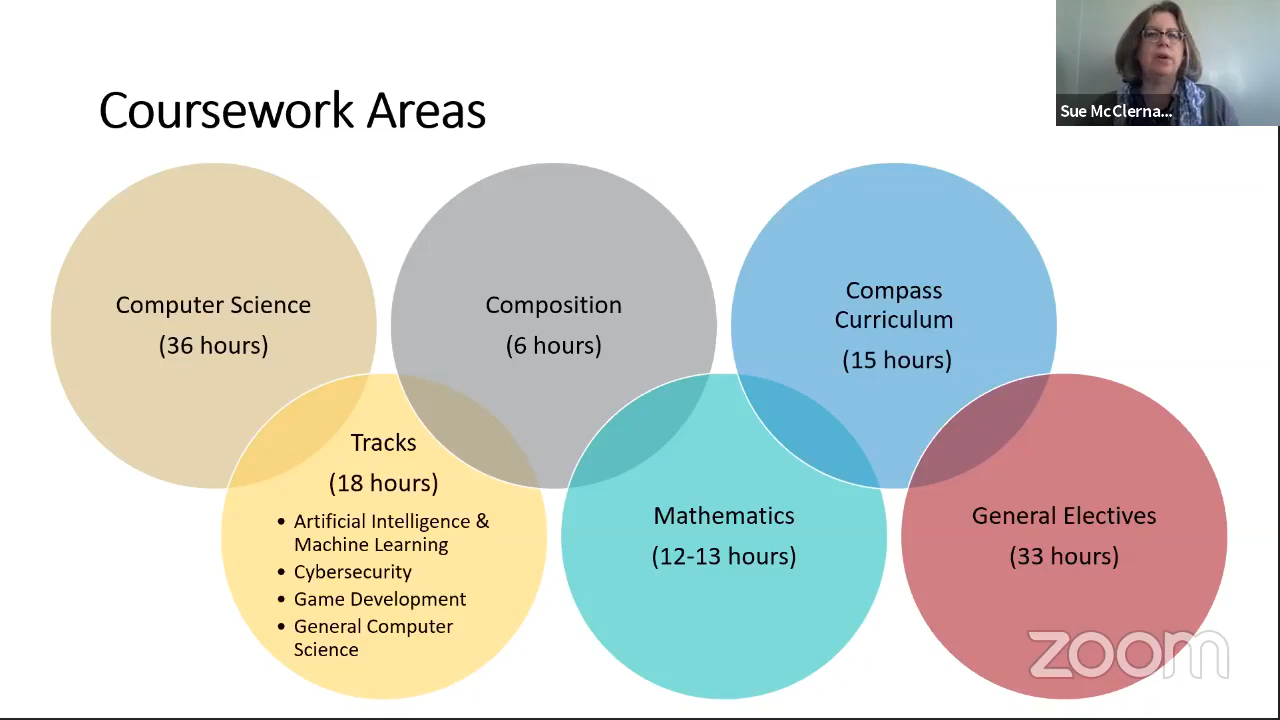 Coursework Areas
Sue McClerna...
Computer Science
(36 hours)
Composition
(6 hours)
Compass
Curriculum
(15 hours)
Tracks
(18 hours)
• Artificial Intelligence &
Machine Learning
• Cybersecurity
• Game Development
• General Computer
Science
Mathematics
(12-13 hours)
General Electives
(33 hours)
zoom